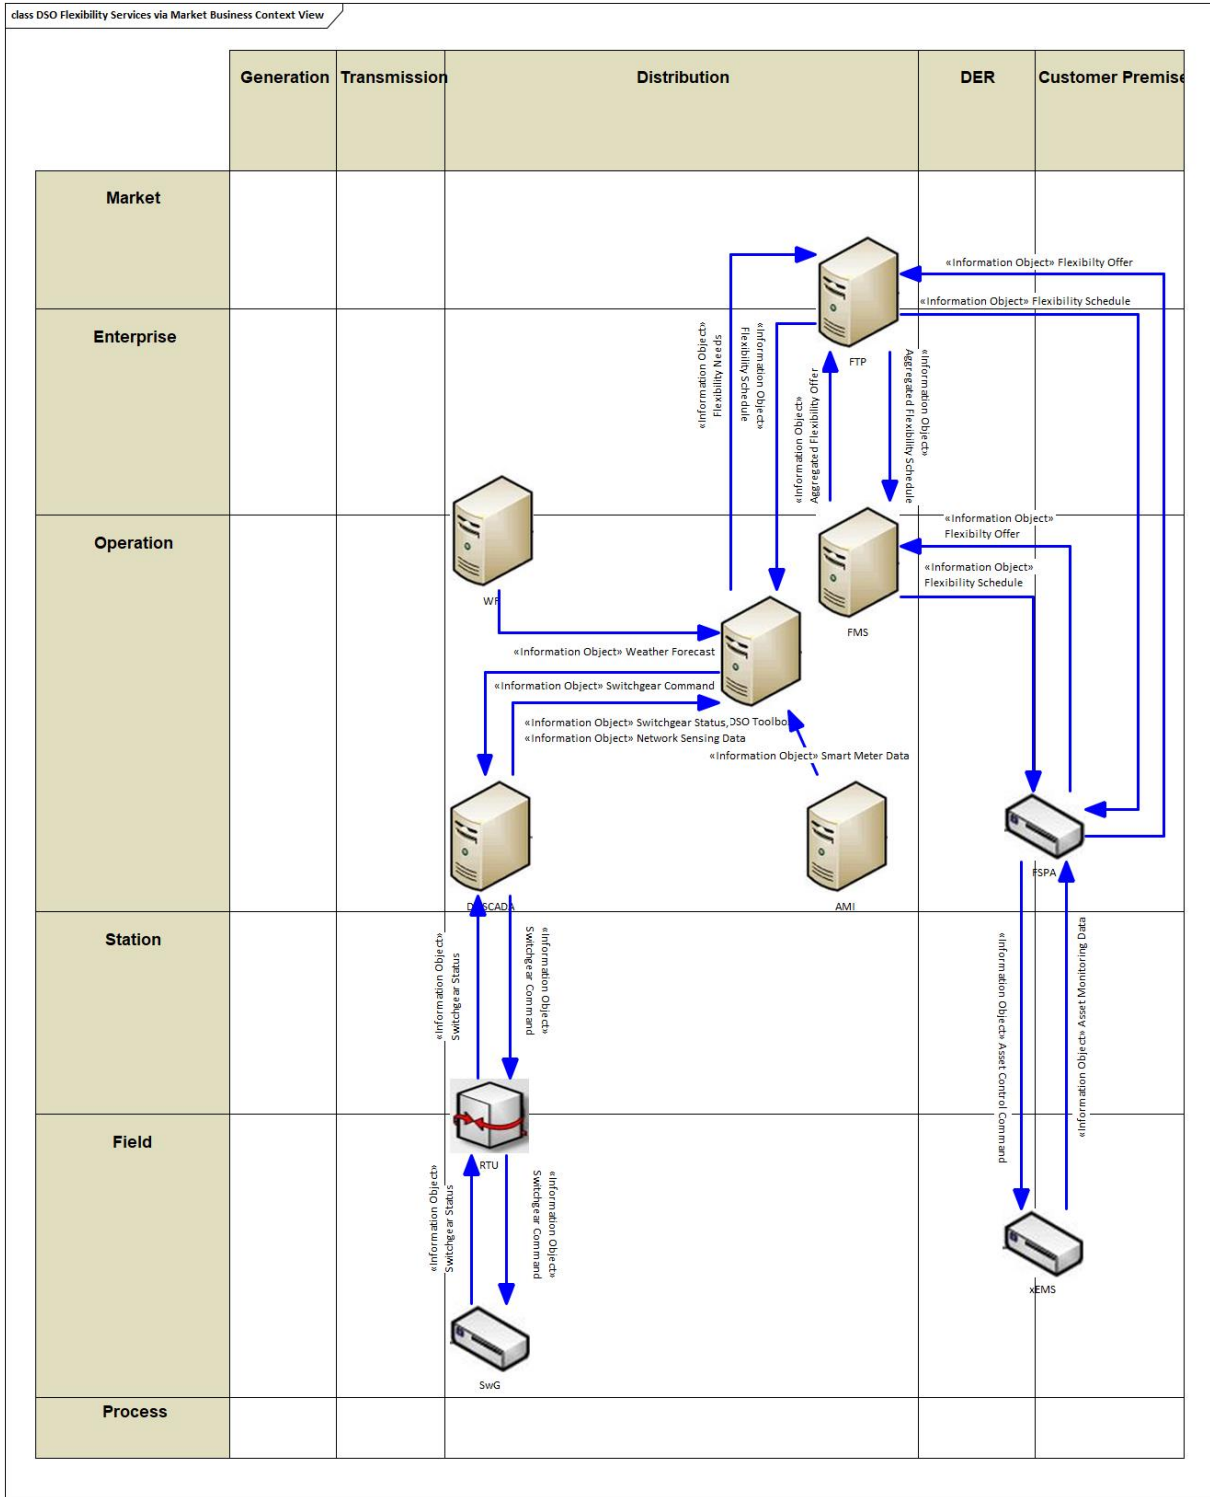 class DSO Flexibility Services via Market Business Context View
Generation
Transmission
Distribution
DER
Customer Premise
Market
Enterprise
Operation
Station
Field
Process
«Information Object» Flexibilty Offer
«Information Object» Flexibility Schedule
FTP
«Information Object»
Flexibility Needs
«Information Object»
Flexibility Schedule
«Information Object»
Aggregated Flexibility Offer
«Information Object»
Aggregated Flexibility Schedule
«Information Object»
Flexibilty Offer
«Information Object»
Flexibility Schedule
WF
FMS
«Information Object» Weather Forecast
«Information Object» Switchgear Command
«Information Object» Switchgear Status,
«Information Object» Network Sensing Data
DSO Toolbo
«Information Object» Smart Meter Data
SCADA
AMI
FSPA
«Information Object»
Switchgear Status
«Information Object»
Switchgear Command
«Information Object» Asset Control Command
«Information Object» Asset Monitoring Data
RTU
«Information Object»
Switchgear Status
«Information Object»
Switchgear Command
SwG
xEMS